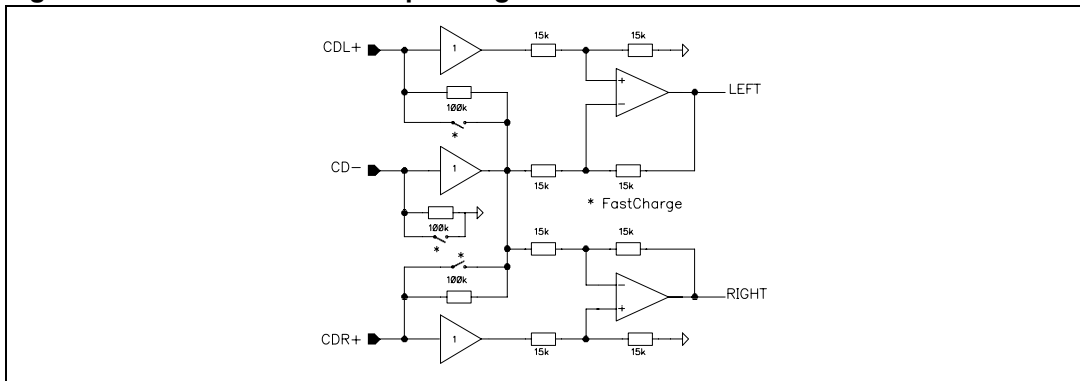 CDL+
1
15k
15k
+
−
LEFT
100k
*
CD−
1
15k
15k
* FastCharge
100k
*
15k
15k
*
100k
−
+
RIGHT
CDR+
1
15k
15k